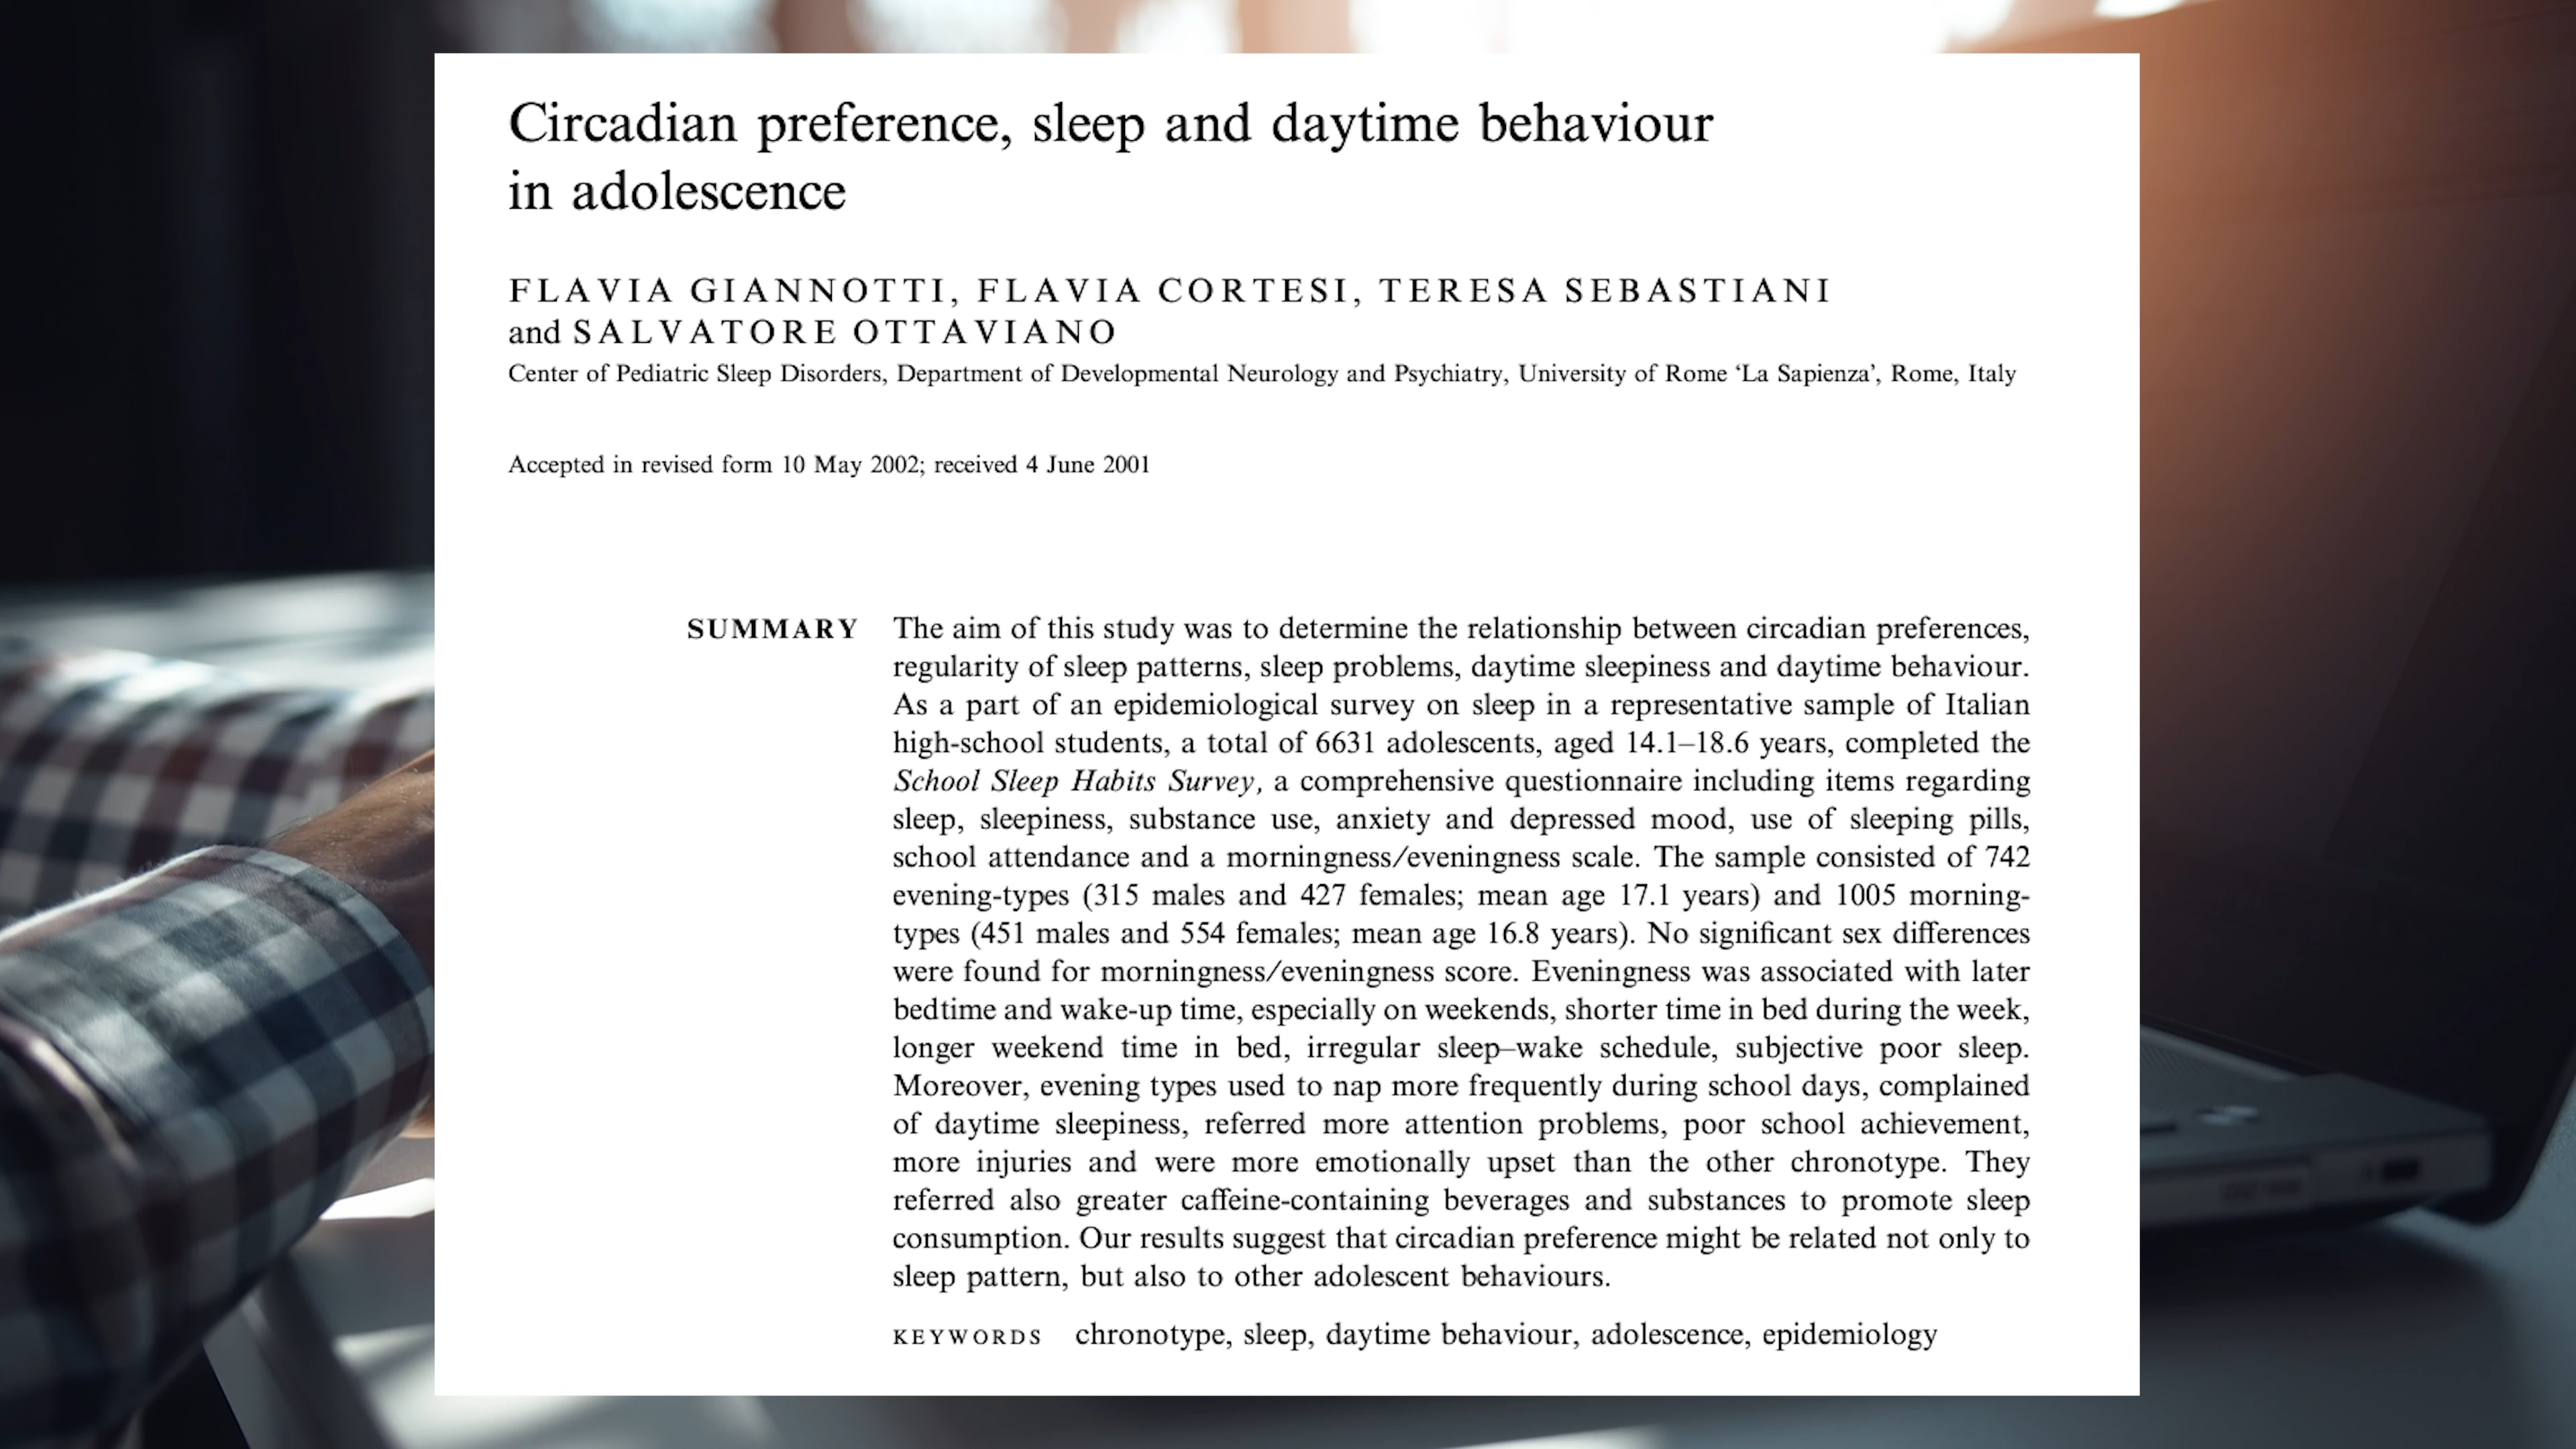 Circadian preference, sleep and daytime behaviour
in adolescence
FLAVIA GIANNOTTI, FLAVIA CORTESI, TERESA SEBASTIANI
and SALVATORE OTTAVIANO
Center of Pediatric Sleep Disorders, Department of Developmental Neurology and Psychiatry, University of Rome ‘La Sapienza’, Rome, Italy
Accepted in revised form 10 May 2002; received 4 June 2001
SUMMARY The aim of this study was to determine the relationship between circadian preferences,
regularity of sleep patterns, sleep problems, daytime sleepiness and daytime behaviour.
As a part of an epidemiological survey on sleep in a representative sample of Italian
high-school students, a total of 6631 adolescents, aged 14.1–18.6 years, completed the
School Sleep Habits Survey, a comprehensive questionnaire including items regarding
sleep, sleepiness, substance use, anxiety and depressed mood, use of sleeping pills,
school attendance and a morningness/eveningness scale. The sample consisted of 742
evening-types (315 males and 427 females; mean age 17.1 years) and 1005 morning-
types (451 males and 554 females; mean age 16.8 years). No significant sex differences
were found for morningness/eveningness score. Eveningness was associated with later
bedtime and wake-up time, especially on weekends, shorter time in bed during the week,
longer weekend time in bed, irregular sleep–wake schedule, subjective poor sleep.
Moreover, evening types used to nap more frequently during school days, complained
of daytime sleepiness, referred more attention problems, poor school achievement,
more injuries and were more emotionally upset than the other chronotype. They
referred also greater caffeine-containing beverages and substances to promote sleep
consumption. Our results suggest that circadian preference might be related not only to
sleep pattern, but also to other adolescent behaviours.
KEYWORDS chronotype, sleep, daytime behaviour, adolescence, epidemiology